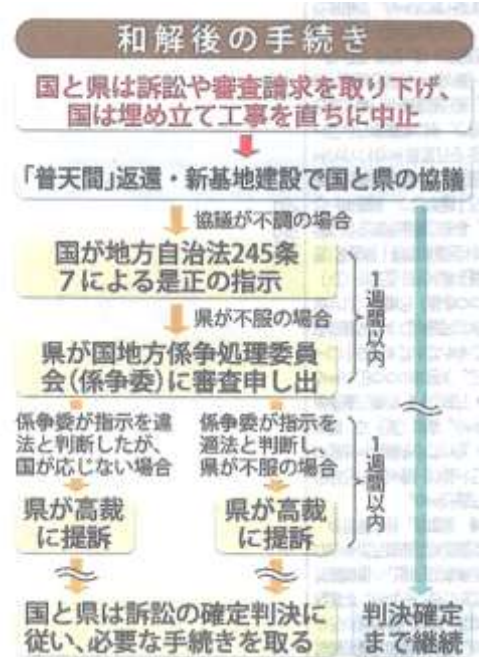 和解後の手続き
国と県は訴訟や審査請求を取り下げ、
国は埋め立て工事を直ちに中止
「普天間」返還・新基地建設で国と県の協議
協議が不調の場合
国が地方自治法245条
7による是正の指示
県が不服の場合
県が国地方係争処理委員
会(係争委)に審査申し出
1週間以内
係争委が指示を違
法と判断したが、
国が応じない場合
係争委が指示を
適法と判断し、
県が不服の場合
県が高裁
に提訴
県が高裁
に提訴
1週間以内
国と県は訴訟の確定判決に
従い、必要な手続きを取る
判決確定
まで継続